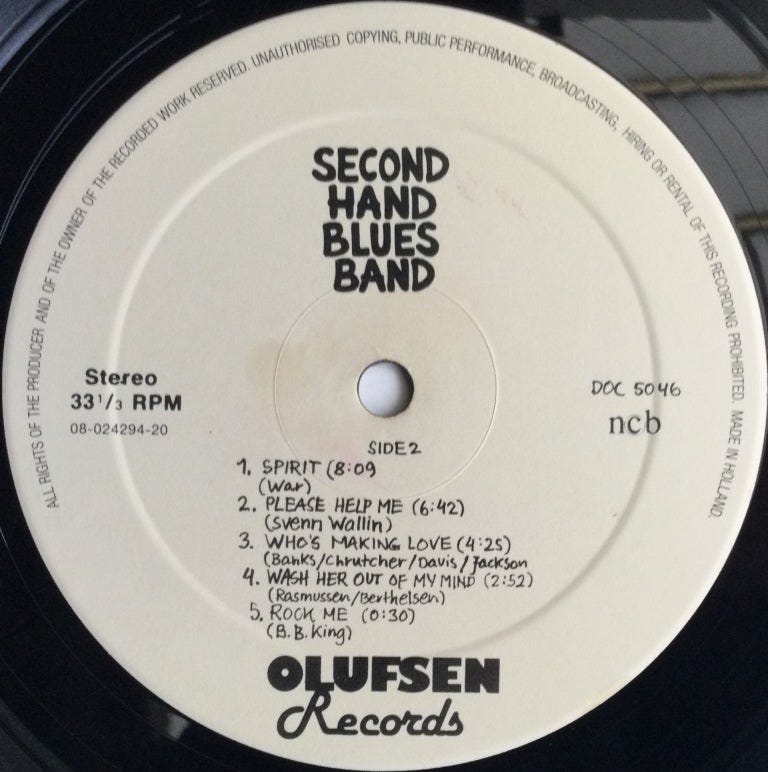 ALL RIGHTS OF THE PRODUCER AND OF THE OWNER OF THE RECORDED WORK RESERVED. UNAUTHORISED COPYING, PUBLIC PERFORMANCE, BROADCASTING, HIRING OR RENTAL OF THIS RECORDING PROHIBITED. MADE IN HOLLAND.
SECOND
HAND
BLUES
BAND
Stereo
33 1/3 RPM
08-024294-20
DOC 5046
ncb
SIDE 2
1. SPIRIT (8:09
(War)
2. PLEASE HELP ME (6:42)
(Svenn Wallin)
3. WHO'S MAKING LOVE (4:25)
(Banks/Chrutcher/Davis/Jackson
4. WASH HER OUT OF MY MIND (2:52)
(Rasmussen/Berthelsen)
5. ROCK ME (0:30)
(B.B. King)
OLUFSEN
Records